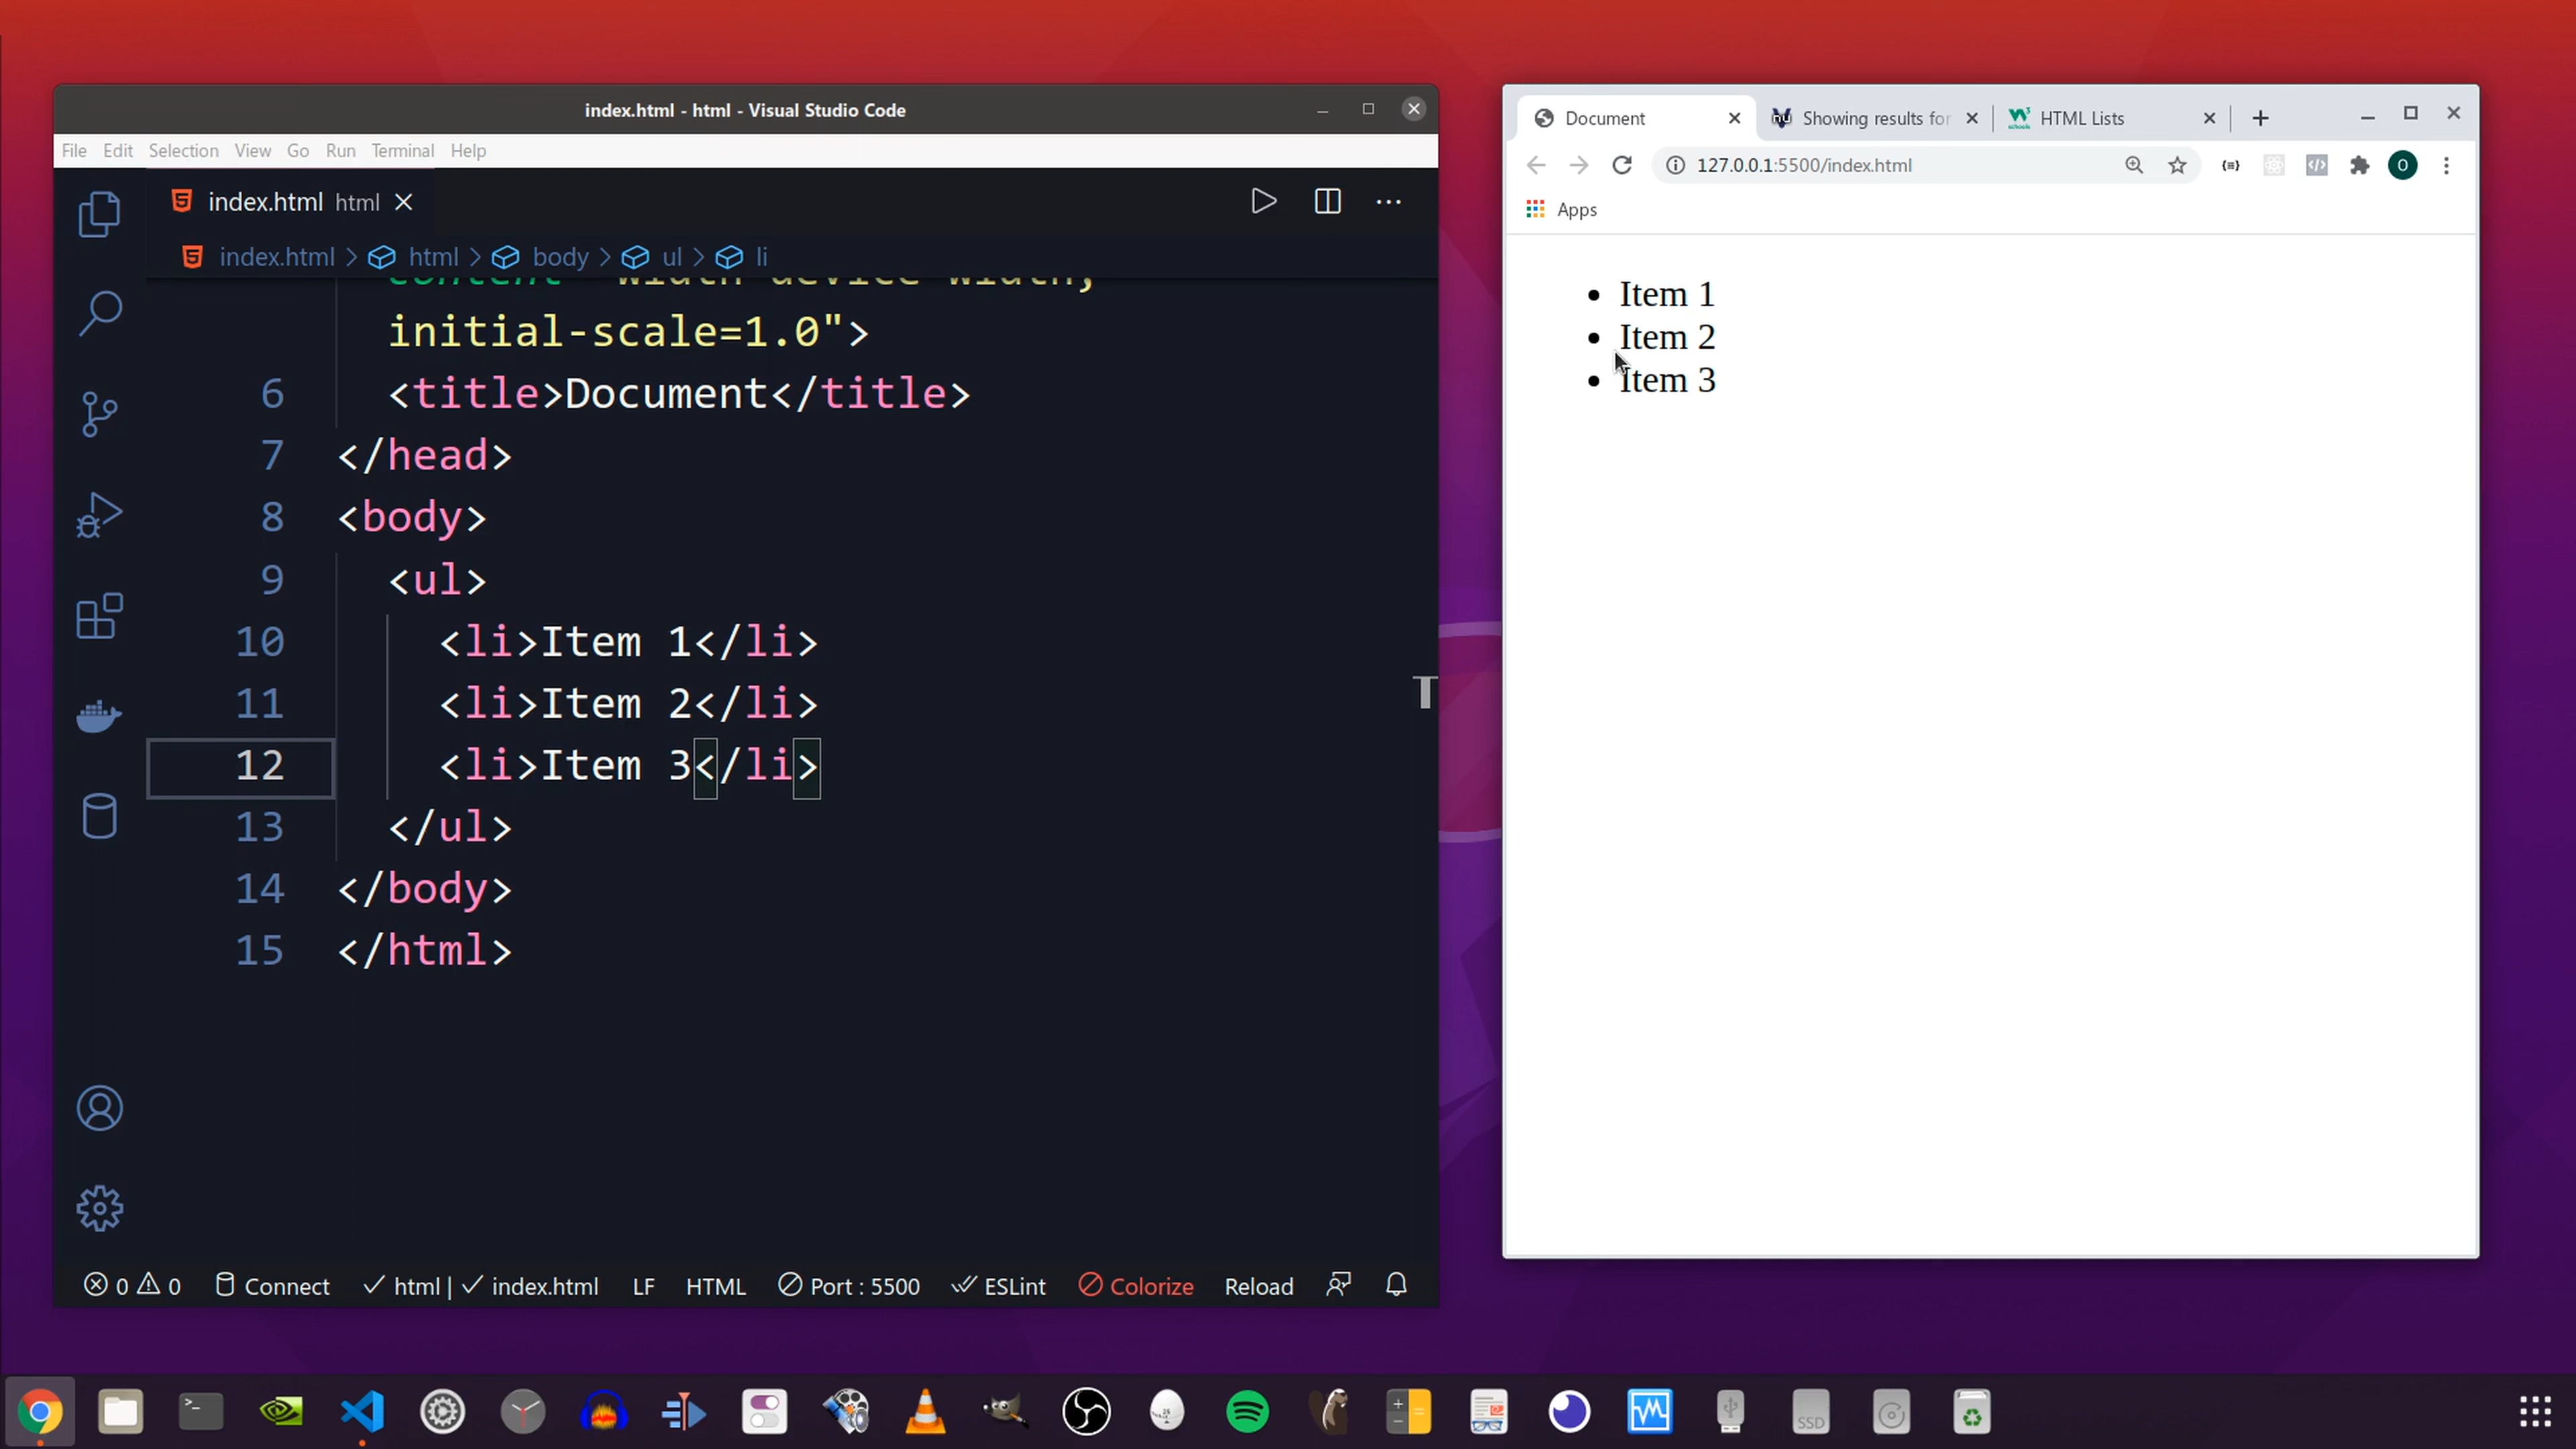 index.html - html - Visual Studio Code
File Edit Selection View Go Run Terminal Help
index.html html
index.html > html > body > ul > li
initial-scale=1.0">
6 <title>Document</title>
7 </head>
8 <body>
9 <ul>
10 <li>Item 1</li>
11 <li>Item 2</li>
12 <li>Item 3</li>
13 </ul>
14 </body>
15 </html>
0 0 Connect html | index.html LF HTML Port : 5500 ESLint Colorize Reload
Document Showing results for HTML Lists
127.0.0.1:5500/index.html
O
Apps
• Item 1
• Item 2
• Item 3
SSD